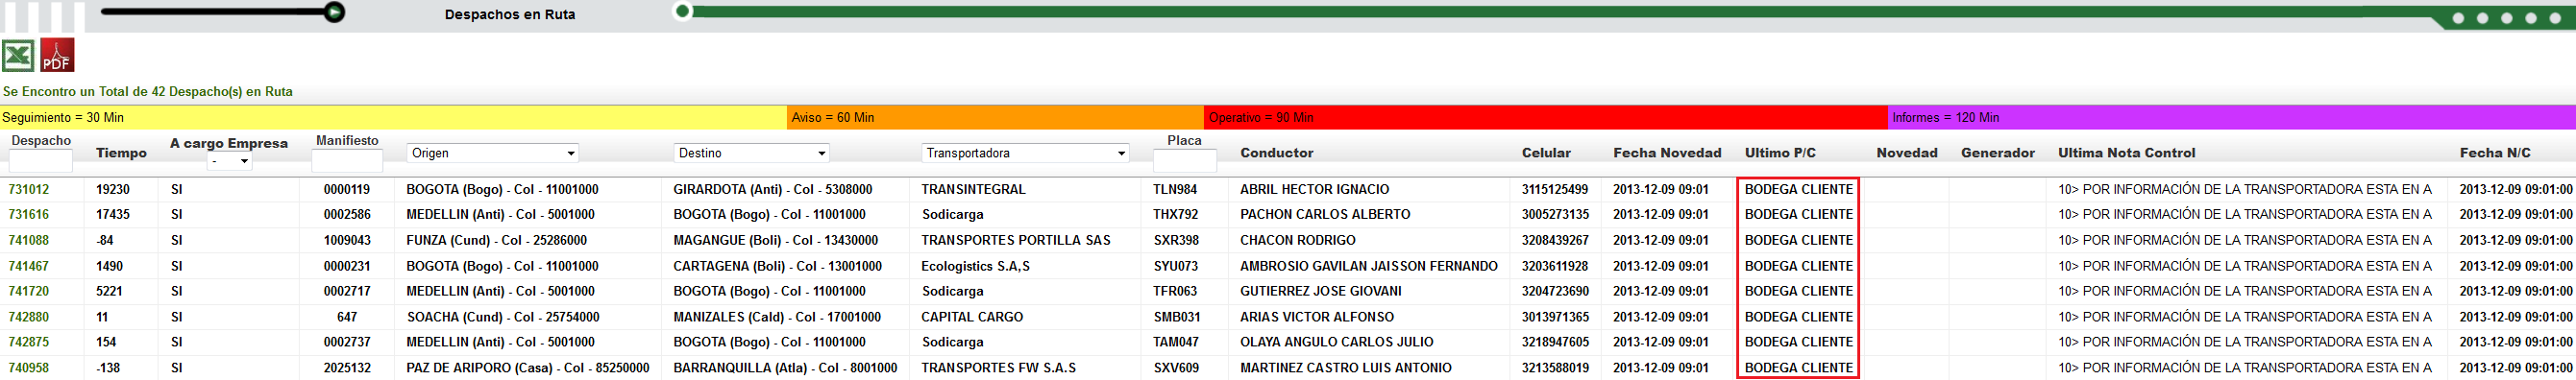 Despachos en Ruta
PDF
Se Encontro un Total de 42 Despacho(s) en Ruta
Seguimiento = 30 Min Aviso = 60 Min Operativo = 90 Min Informes = 120 Min
Despacho Tiempo A cargo Empresa - Manifiesto Origen Destino Transportadora Placa Conductor Celular Fecha Novedad Ultimo P/C Novedad Generador Ultima Nota Control Fecha N/C
731012 19230 SI 0000119 BOGOTA (Bogo) - Col - 11001000 GIRARDOTA (Anti) - Col - 5308000 TRANSINTEGRAL TLN984 ABRIL HECTOR IGNACIO 3115125499 2013-12-09 09:01 BODEGA CLIENTE 10> POR INFORMACIÓN DE LA TRANSPORTADORA ESTA EN A 2013-12-09 09:01:00
731616 17435 SI 0002586 MEDELLIN (Anti) - Col - 5001000 BOGOTA (Bogo) - Col - 11001000 Sodicarga THX792 PACHON CARLOS ALBERTO 3005273135 2013-12-09 09:01 BODEGA CLIENTE 10> POR INFORMACIÓN DE LA TRANSPORTADORA ESTA EN A 2013-12-09 09:01:00
741088 -84 SI 1009043 FUNZA (Cund) - Col - 25286000 MAGANGUE (Boli) - Col - 13430000 TRANSPORTES PORTILLA SAS SXR398 CHACON RODRIGO 3208439267 2013-12-09 09:01 BODEGA CLIENTE 10> POR INFORMACIÓN DE LA TRANSPORTADORA ESTA EN A 2013-12-09 09:01:00
741467 1490 SI 0000231 BOGOTA (Bogo) - Col - 11001000 CARTAGENA (Boli) - Col - 13001000 Ecologistics S.A,S SYU073 AMBROSIO GAVILAN JAISSON FERNANDO 3203611928 2013-12-09 09:01 BODEGA CLIENTE 10> POR INFORMACIÓN DE LA TRANSPORTADORA ESTA EN A 2013-12-09 09:01:00
741720 5221 SI 0002717 MEDELLIN (Anti) - Col - 5001000 BOGOTA (Bogo) - Col - 11001000 Sodicarga TFR063 GUTIERREZ JOSE GIOVANI 3204723690 2013-12-09 09:01 BODEGA CLIENTE 10> POR INFORMACIÓN DE LA TRANSPORTADORA ESTA EN A 2013-12-09 09:01:00
742880 11 SI 647 SOACHA (Cund) - Col - 25754000 MANIZALES (Cald) - Col - 17001000 CAPITAL CARGO SMB031 ARIAS VICTOR ALFONSO 3013971365 2013-12-09 09:01 BODEGA CLIENTE 10> POR INFORMACIÓN DE LA TRANSPORTADORA ESTA EN A 2013-12-09 09:01:00
742875 154 SI 0002737 MEDELLIN (Anti) - Col - 5001000 BOGOTA (Bogo) - Col - 11001000 Sodicarga TAM047 OLAYA ANGULO CARLOS JULIO 3218947605 2013-12-09 09:01 BODEGA CLIENTE 10> POR INFORMACIÓN DE LA TRANSPORTADORA ESTA EN A 2013-12-09 09:01:00
740958 -138 SI 2025132 PAZ DE ARIPORO (Casa) - Col - 85250000 BARRANQUILLA (Atla) - Col - 8001000 TRANSPORTES FW S.A.S SXV609 MARTINEZ CASTRO LUIS ANTONIO 3213588019 2013-12-09 09:01 BODEGA CLIENTE 10> POR INFORMACIÓN DE LA TRANSPORTADORA ESTA EN A 2013-12-09 09:01:00